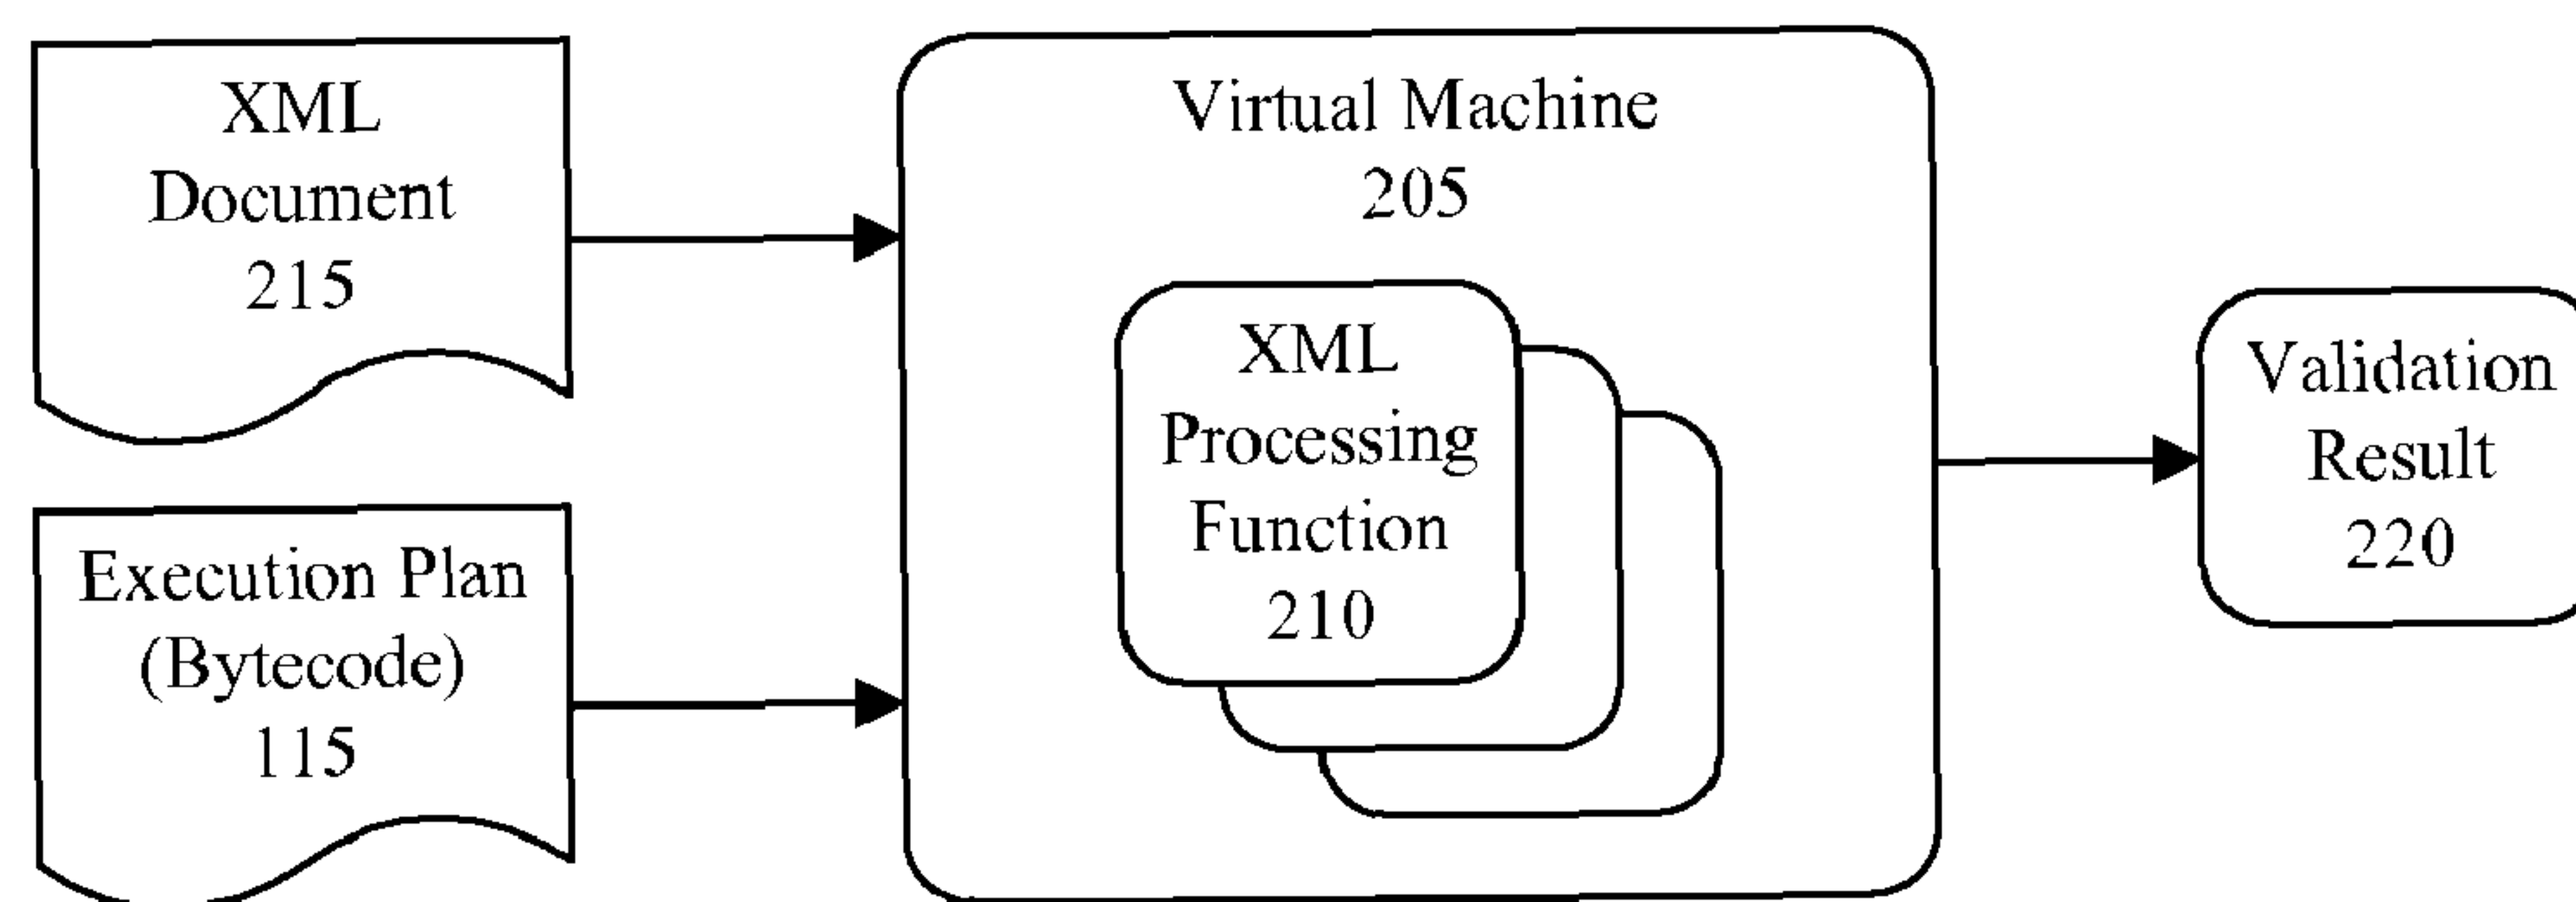 XML
Document
215
Execution Plan
(Bytecode)
115
Virtual Machine
205
XML
Processing
Function
210
Validation
Result
220